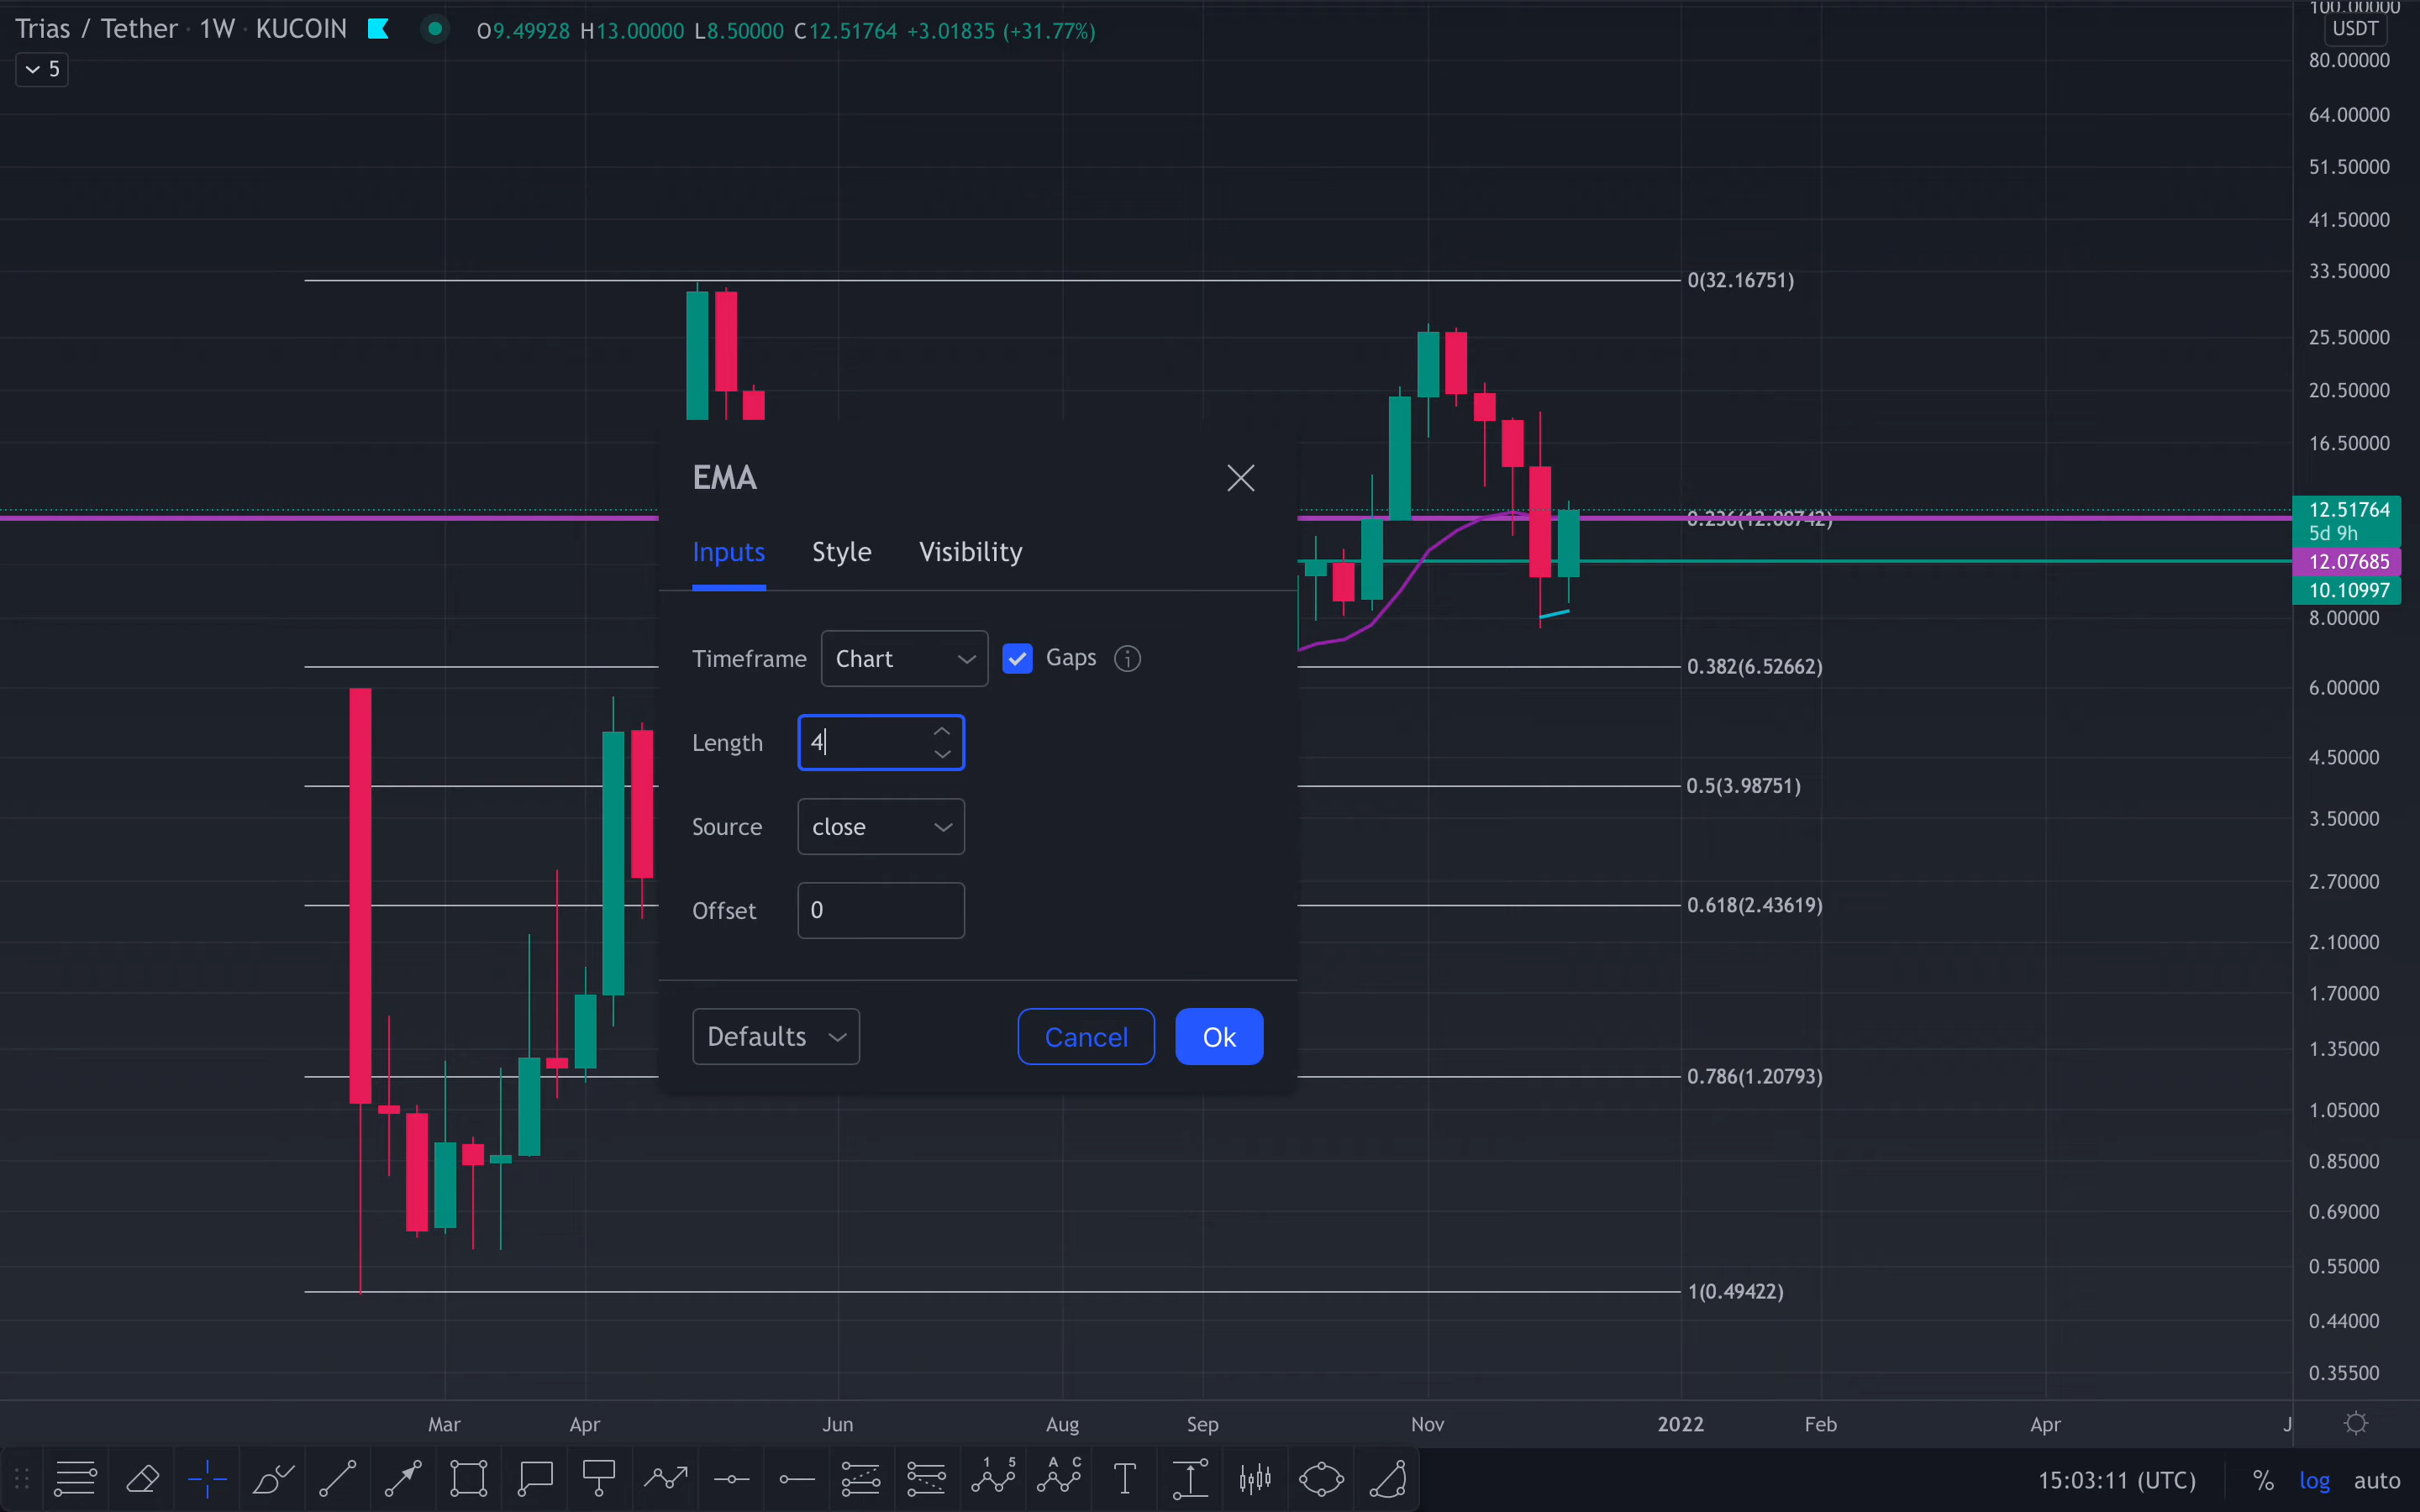 Trias / Tether · 1W · KUCOIN
O9.49928 H13.00000 L8.50000 C12.51764 +3.01835 (+31.77%)
5
100.00000
USDT
80.00000
64.00000
51.50000
41.50000
33.50000
25.50000
20.50000
16.50000
12.51764
5d 9h
12.07685
10.10997
8.00000
6.00000
4.50000
3.50000
2.70000
2.10000
1.70000
1.35000
1.05000
0.85000
0.69000
0.55000
0.44000
0.35500
0(32.16751)
0.236(12.00742)
0.382(6.52662)
0.5(3.98751)
0.618(2.43619)
0.786(1.20793)
1(0.49422)
EMA
Inputs Style Visibility
Timeframe Chart Gaps
Length 4
Source close
Offset 0
Defaults Cancel Ok
Mar Apr Jun Aug Sep Nov 2022 Feb Apr J
1 5 A C T
15:03:11 (UTC) % log auto